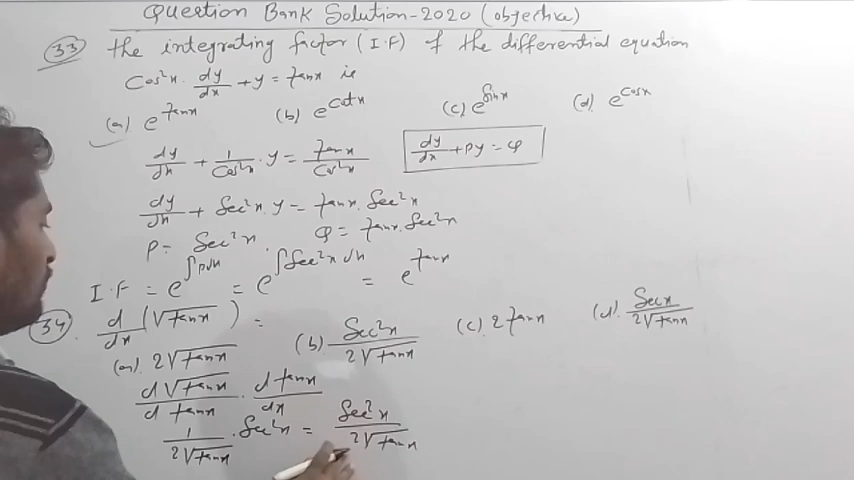 Question Bank Solution-2020 (objective)
33 the integrating factor (I.F) of the differential equation
Cos²x. dy/dx + y = tanx is
(a) e^tanx (b) e^cotx (c) e^sinx (d) e^cosx
dy/dx + 1/Cos²x . y = tanx/Cos²x dy/dx + py = φ
dy/dx + Sec²x. y = tanx. Sec²x
p = Sec²x. φ = tanx. Sec²x
I.F = e^∫pdx = e^∫Sec²x dx = e^tanx
34. d/dx (√tanx) =
(a). 2√tanx (b) Sec²x/2√tanx (c). 2 tanx (d). Secx/2√tanx
d√tanx/d tanx . d tanx/dx
1/2√tanx . Sec²x = Sec²x/2√tanx